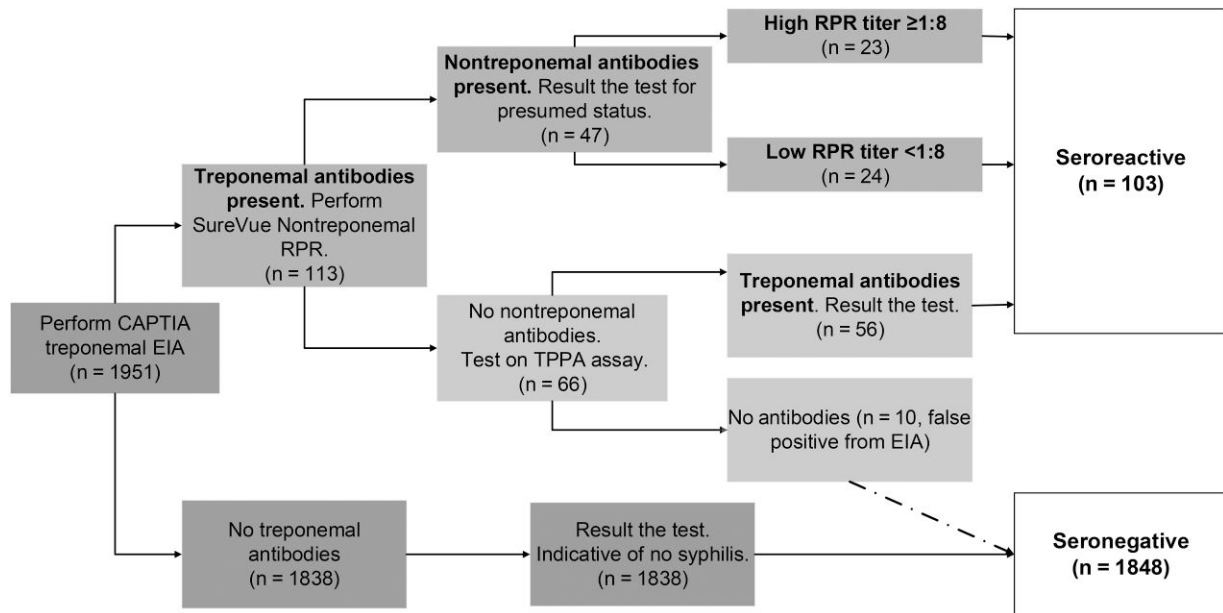 High RPR titer ≥1:8
(n = 23)
Nontreponemal antibodies
present. Result the test for
presumed status.
(n = 47)
Low RPR titer <1:8
(n = 24)
Seroreactive
(n = 103)
Treponemal antibodies
present. Perform
SureVue Nontreponemal
RPR.
(n = 113)
Treponemal antibodies
present. Result the test.
(n = 56)
No nontreponemal
antibodies.
Test on TPPA assay.
(n = 66)
Perform CAPTIA
treponemal EIA
(n = 1951)
No antibodies (n = 10, false
positive from EIA)
No treponemal
antibodies
(n = 1838)
Result the test.
Indicative of no syphilis.
(n = 1838)
Seronegative
(n = 1848)